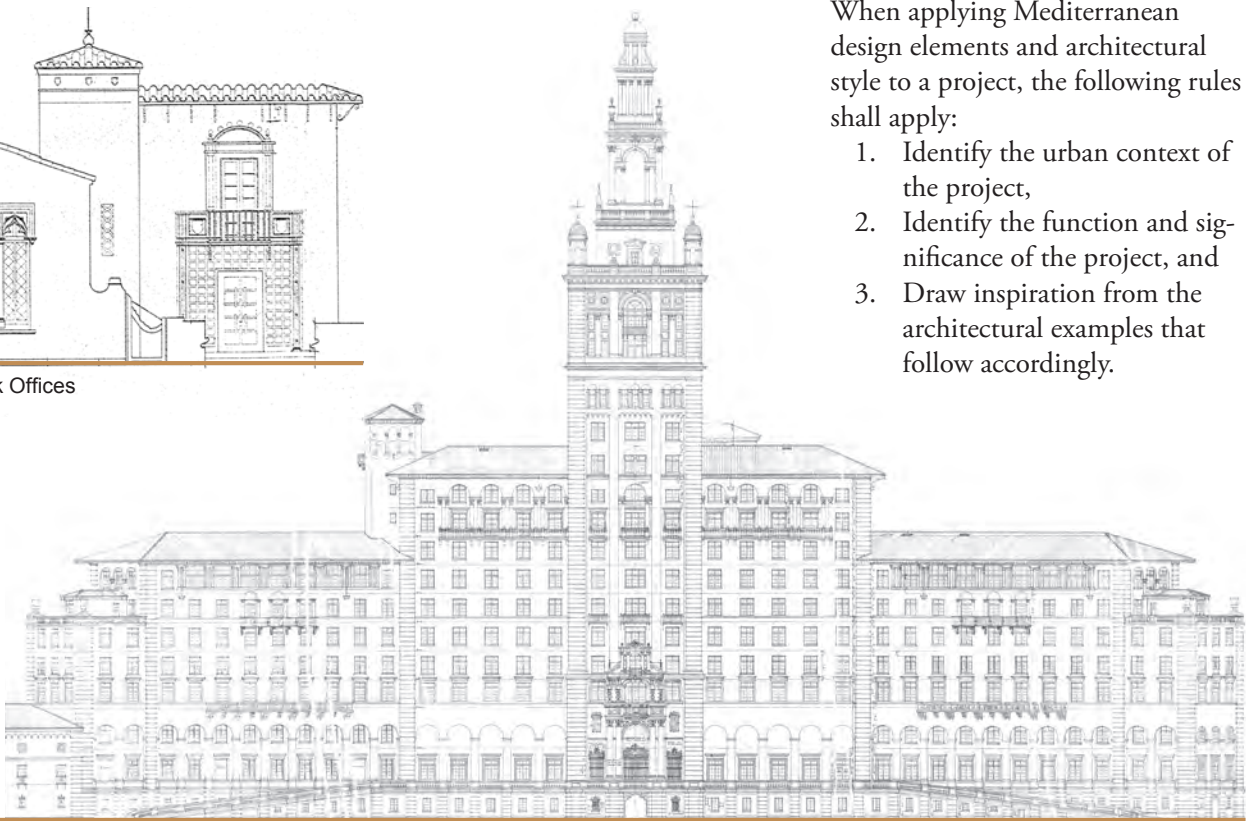 When applying Mediterranean
design elements and architectural
style to a project, the following rules
shall apply:
1. Identify the urban context of
the project,
2. Identify the function and sig-
nificance of the project, and
3. Draw inspiration from the
architectural examples that
follow accordingly.
k Offices